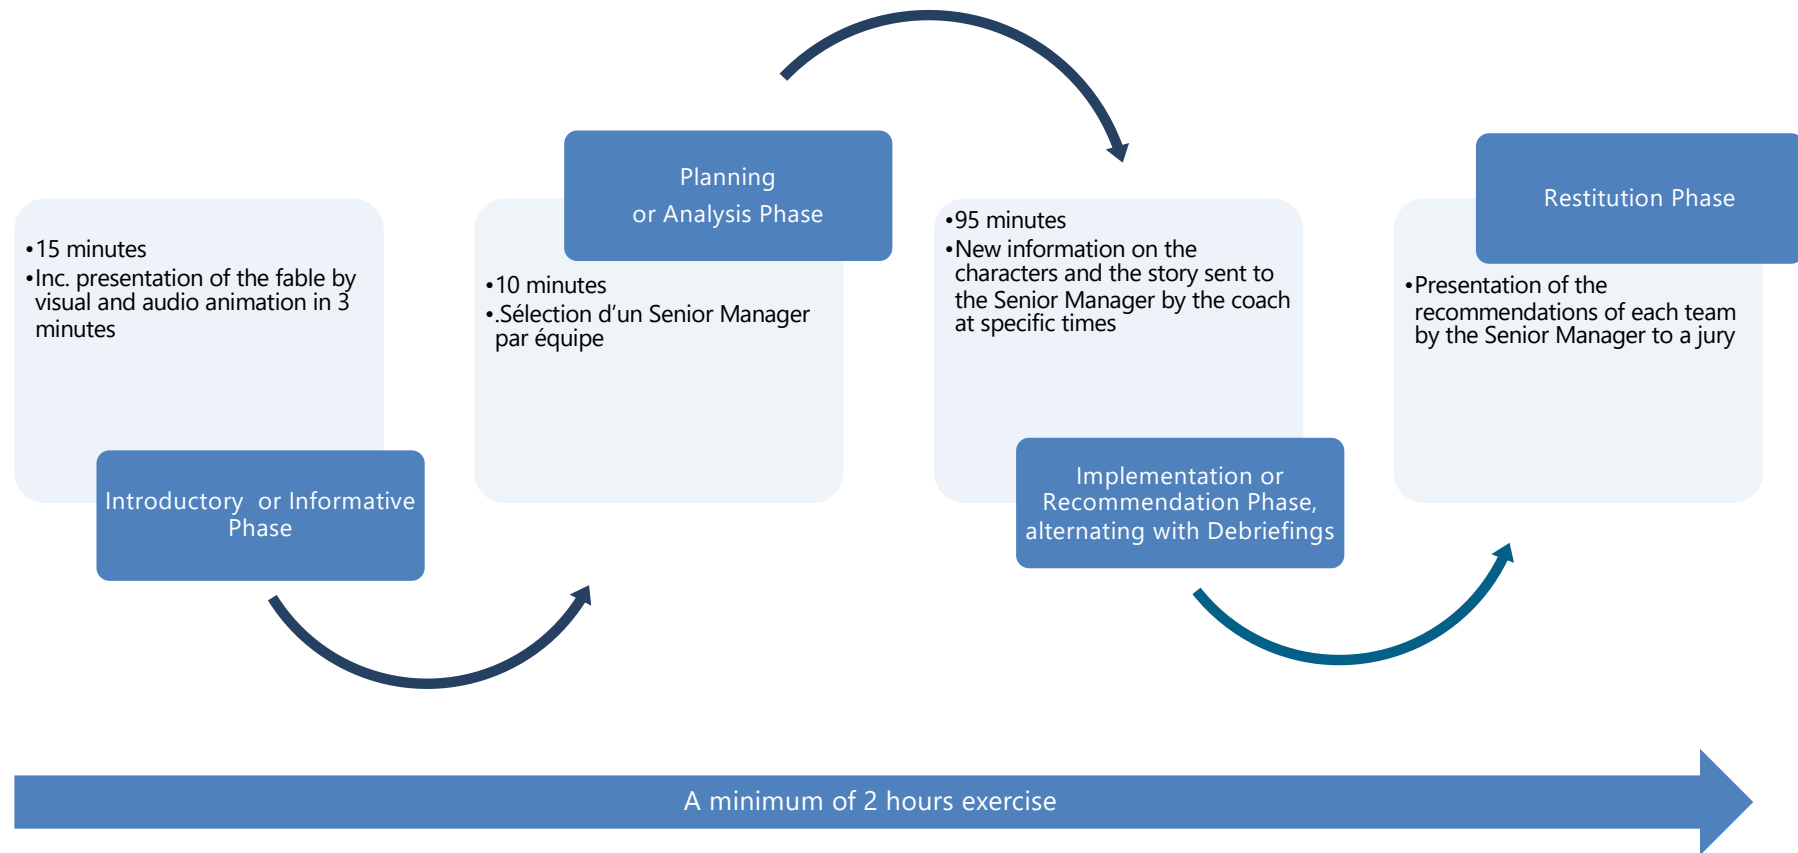 •15 minutes
•Inc. presentation of the fable by
visual and audio animation in 3
minutes
Introductory  or Informative
Phase
Planning
or Analysis Phase
•10 minutes
•.Sélection d'un Senior Manager
par équipe
•95 minutes
•New information on the
characters and the story sent to
the Senior Manager by the coach
at specific times
Implementation or
Recommendation Phase,
alternating with Debriefings
Restitution Phase
•Presentation of the
recommendations of each team
by the Senior Manager to a jury
A minimum of 2 hours exercise